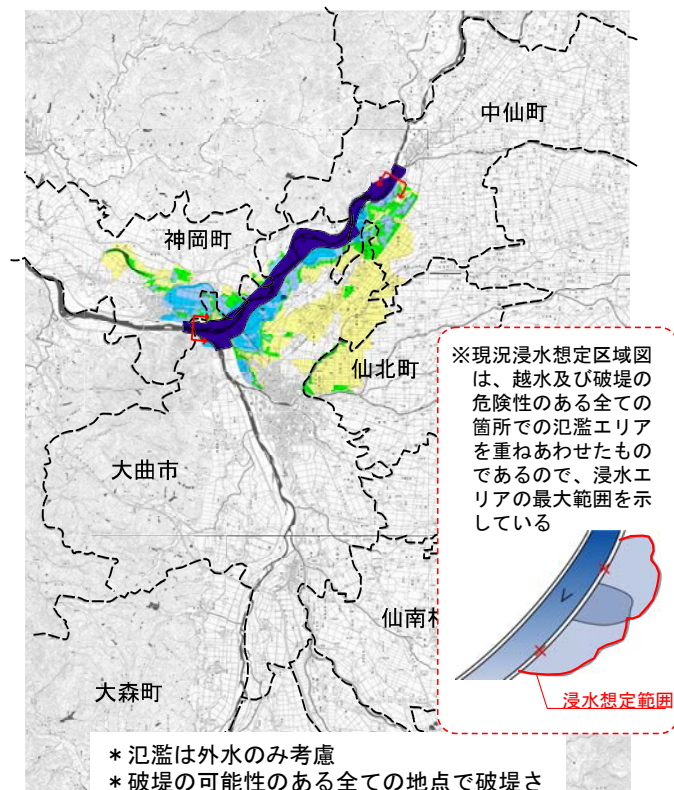 中仙町
神岡町
仙北町
※現況浸水想定区域図
は、越水及び破堤の
危険性のある全ての
箇所での氾濫エリア
を重ねあわせたもの
であるので、浸水エ
リアの最大範囲を示
している
大曲市
仙南
大森町
浸水想定範囲
＊氾濫は外水のみ考慮
＊破堤の可能性のある全ての地点で破堤さ